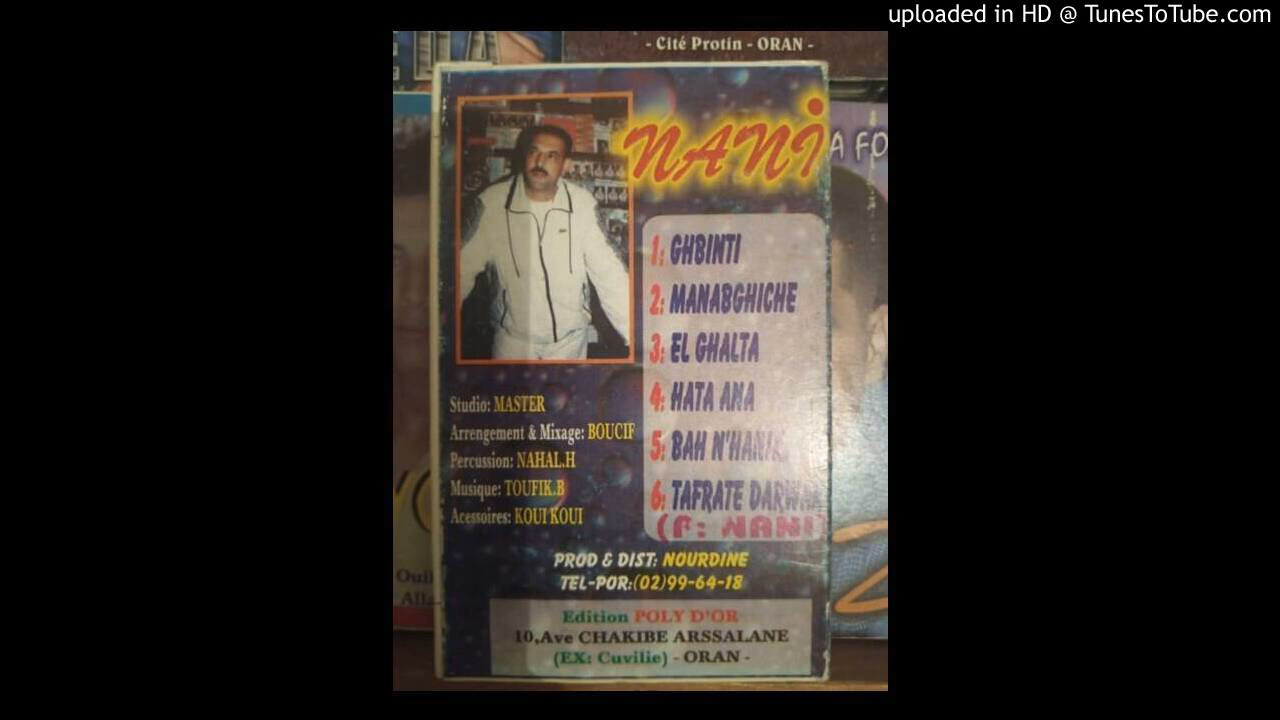 uploaded in HD @ TunesToTube.com
- Cité Protin - ORAN -
NANi
A FO
1: GHBINTI
2: MANABGHICHE
3: EL GHALTA
4: HATA ANA
5: BAH
6: TAFRATE
(P: NANI)
Studio: MASTER
Arrengement & Mixage: BOUCIF
Percussion: NAHAL.H
Musique: TOUFIK.B
Acessoires: KOUI KOUI
PROD & DIST: NOURDINE
TEL-POR:(02)99-64-18
Edition POLY D'OR
10,Ave CHAKIBE ARSSALANE
(EX: Cuvilie) - ORAN -